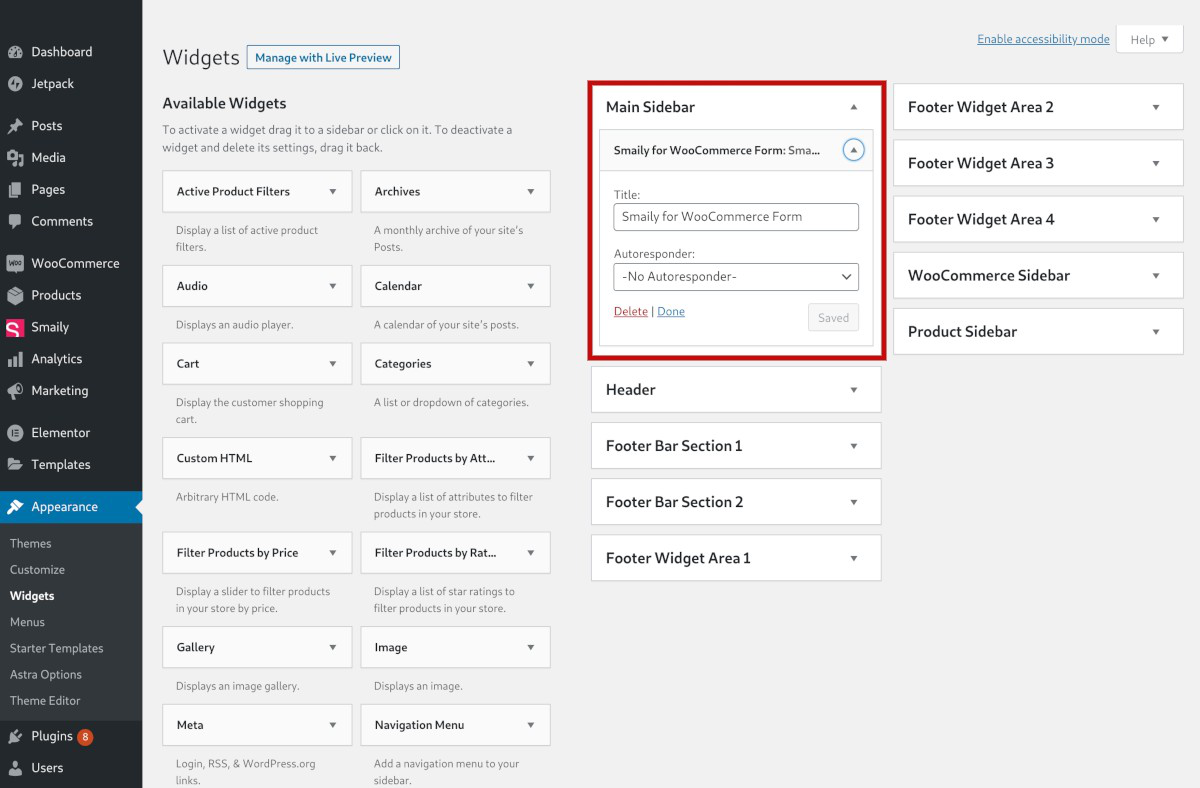 Dashboard
Jetpack
Posts
Media
Pages
Comments
WOO WooCommerce
Products
S Smaily
Analytics
Marketing
Elementor
Templates
Appearance
Themes
Customize
Widgets
Menus
Starter Templates
Astra Options
Theme Editor
Plugins 8
Users
Enable accessibility mode
Help
Widgets
Manage with Live Preview
Available Widgets
To activate a widget drag it to a sidebar or click on it. To deactivate a
widget and delete its settings, drag it back.
Active Product Filters
Display a list of active product
filters.
Archives
A monthly archive of your site's
Posts.
Audio
Displays an audio player.
Calendar
A calendar of your site's posts.
Cart
Display the customer shopping
cart.
Categories
A list or dropdown of categories.
Custom HTML
Arbitrary HTML code.
Filter Products by Att...
Display a list of attributes to filter
products in your store.
Filter Products by Price
Display a slider to filter products
in your store by price.
Filter Products by Rat...
Display a list of star ratings to
filter products in your store.
Gallery
Displays an image gallery.
Image
Displays an image.
Meta
Login, RSS, & WordPress.org
links.
Navigation Menu
Add a navigation menu to your
sidebar.
Main Sidebar
Smaily for WooCommerce Form: Sma...
Title:
Smaily for WooCommerce Form
Autoresponder:
-No Autoresponder-
Delete | Done
Saved
Header
Footer Bar Section 1
Footer Bar Section 2
Footer Widget Area 1
Footer Widget Area 2
Footer Widget Area 3
Footer Widget Area 4
WooCommerce Sidebar
Product Sidebar